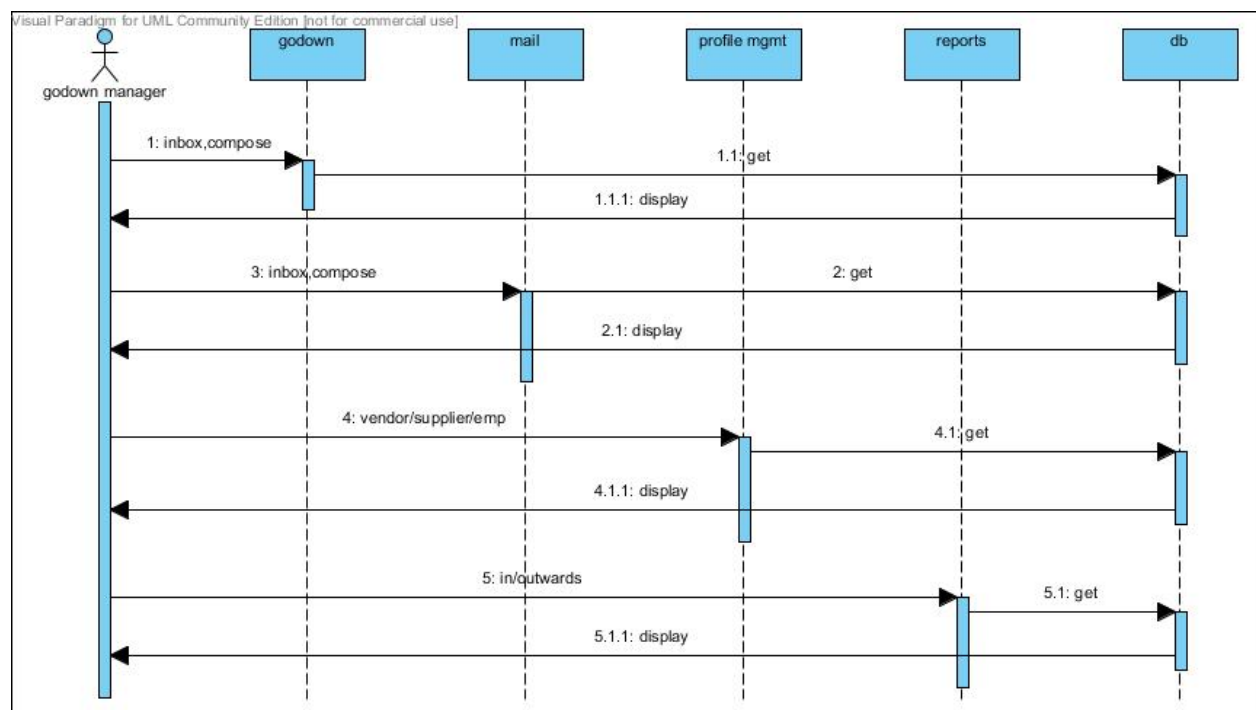 Visual Paradigm for UML Community Edition [not for commercial use]
godown
mail
profile mgmt
reports
db
godown manager
1: inbox,compose
1.1: get
1.1.1: display
3: inbox,compose
2: get
2.1: display
4: vendor/supplier/emp
4.1: get
4.1.1: display
5: in/outwards
5.1: get
5.1.1: display